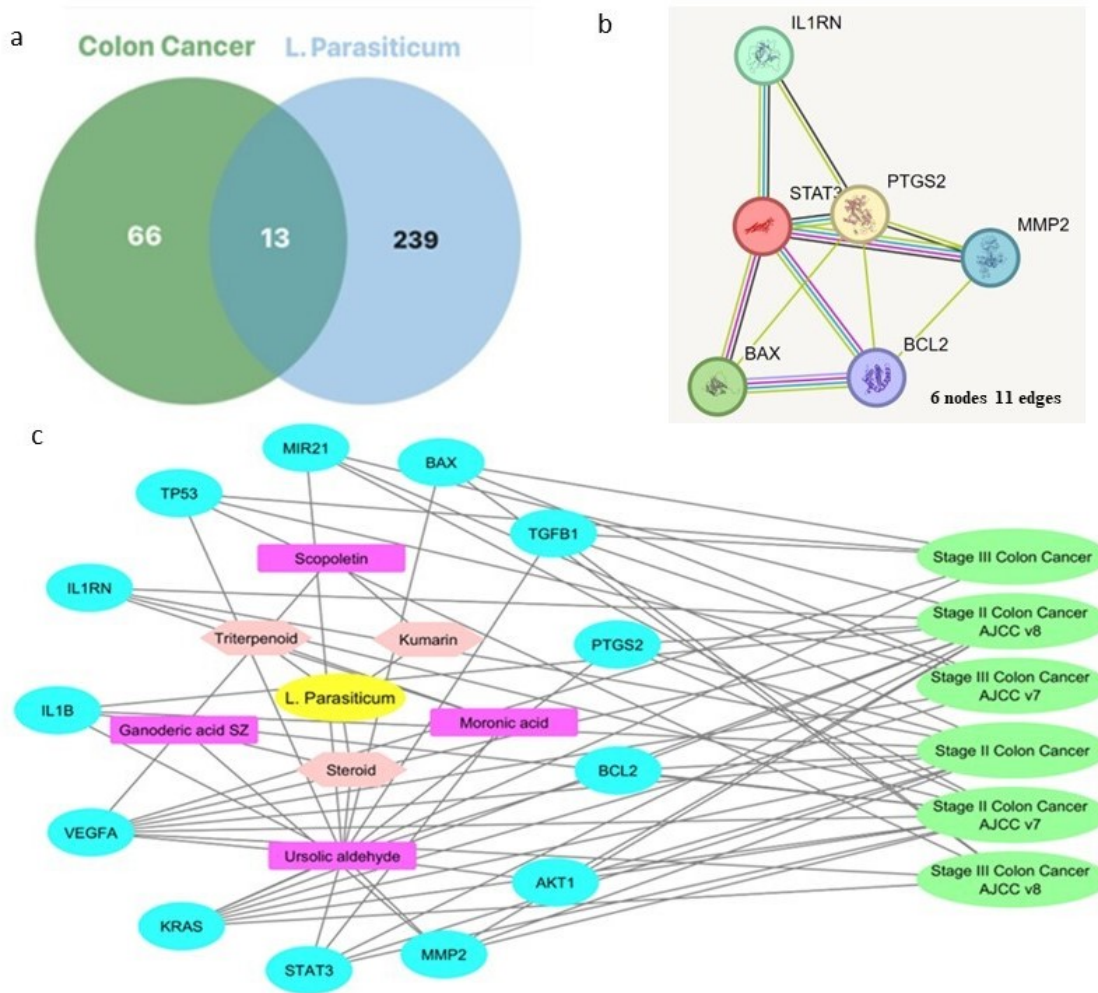 a
Colon Cancer L. Parasiticum
66 13 239
b
IL1RN
STAT3
PTGS2
MMP2
BAX
BCL2
6 nodes 11 edges
c
MIR21
BAX
TP53
TGFB1
Scopoletin
Stage III Colon Cancer
IL1RN
Stage II Colon Cancer
AJCC v8
Triterpenoid
Kumarin
PTGS2
Stage III Colon Cancer
AJCC v7
L. Parasiticum
IL1B
Ganoderic acid SZ
Moronic acid
Stage II Colon Cancer
Steroid
BCL2
Stage II Colon Cancer
AJCC v7
VEGFA
Ursolic aldehyde
AKT1
Stage III Colon Cancer
AJCC v8
KRAS
STAT3
MMP2